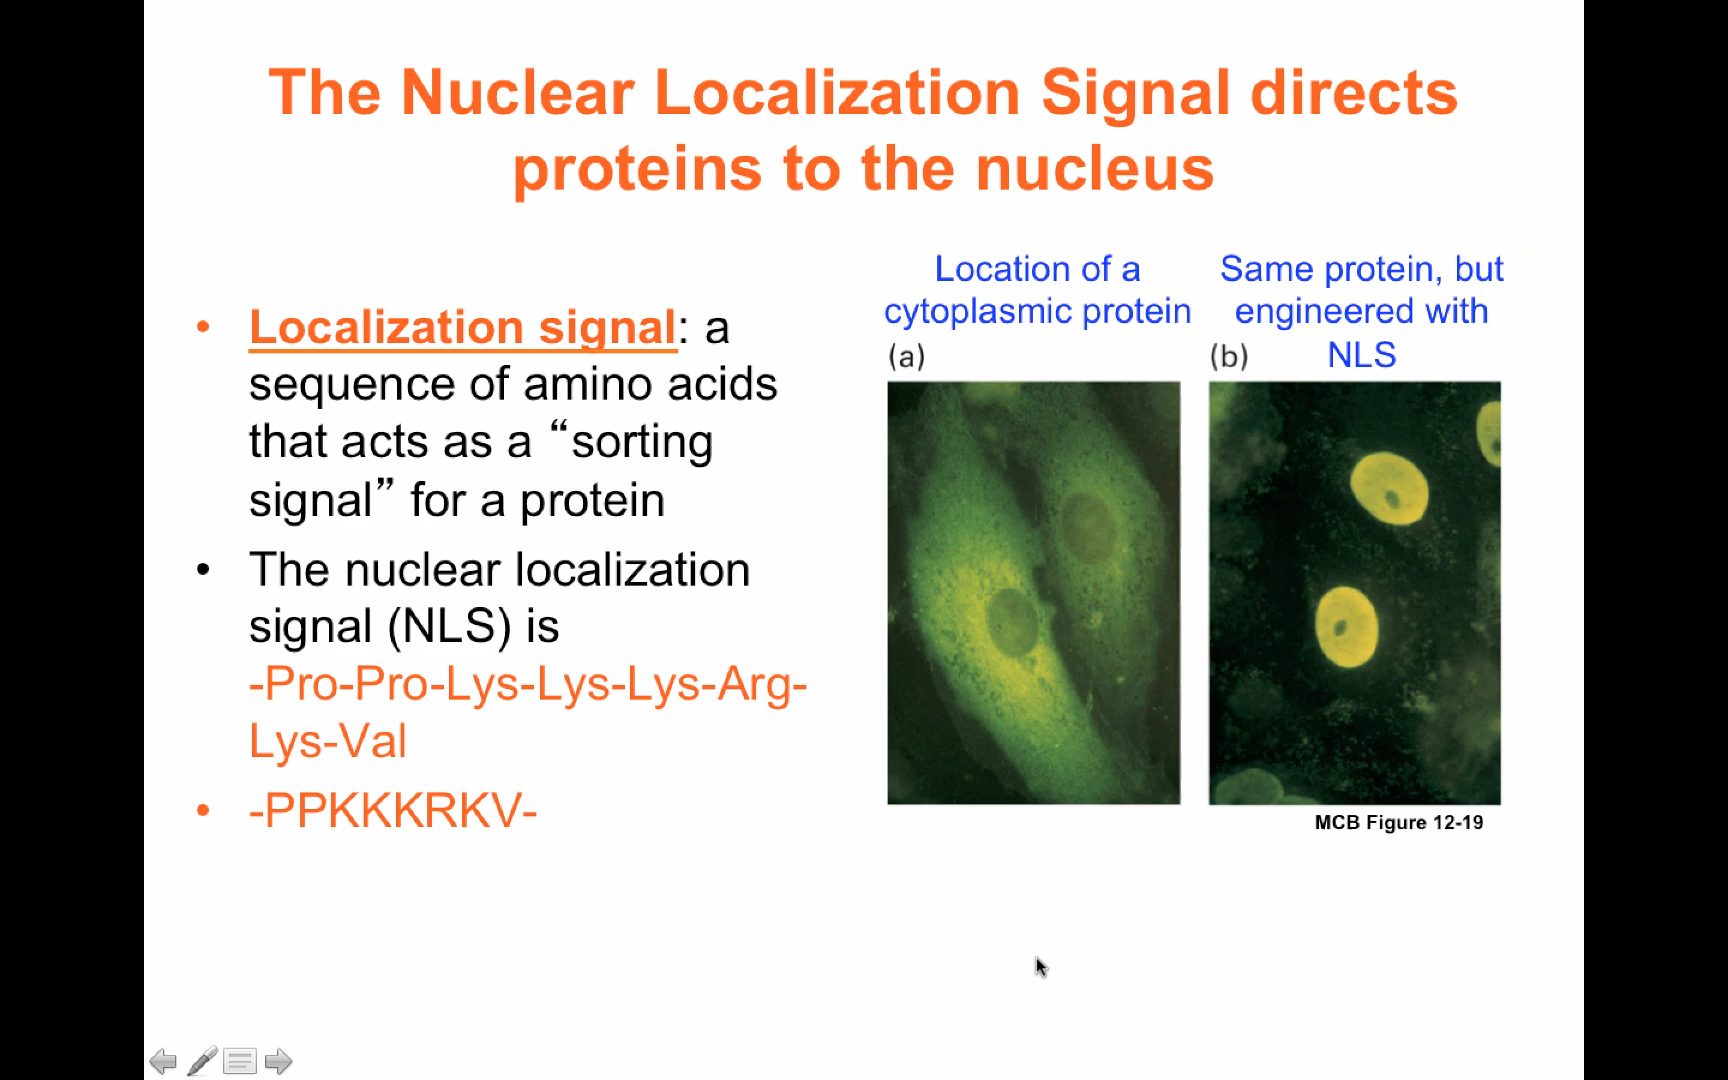 The Nuclear Localization Signal directs
proteins to the nucleus
• Localization signal: a
sequence of amino acids
that acts as a “sorting
signal” for a protein
• The nuclear localization
signal (NLS) is
-Pro-Pro-Lys-Lys-Lys-Arg-
Lys-Val
• -PPKKKRKV-
Location of a
cytoplasmic protein
(a)
Same protein, but
engineered with
(b) NLS
MCB Figure 12-19